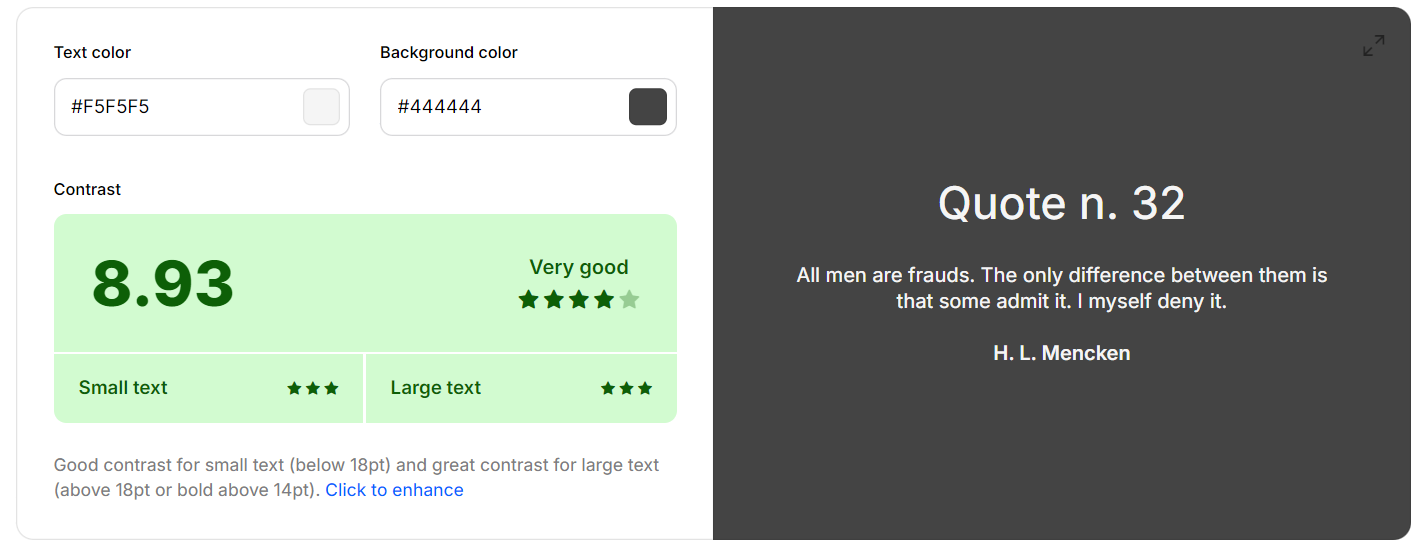 Text color
Background color
#F5F5F5
#444444
Contrast
8.93
Very good
Small text
Large text
Good contrast for small text (below 18pt) and great contrast for large text
(above 18pt or bold above 14pt). Click to enhance
Quote n. 32
All men are frauds. The only difference between them is
that some admit it. I myself deny it.
H. L. Mencken